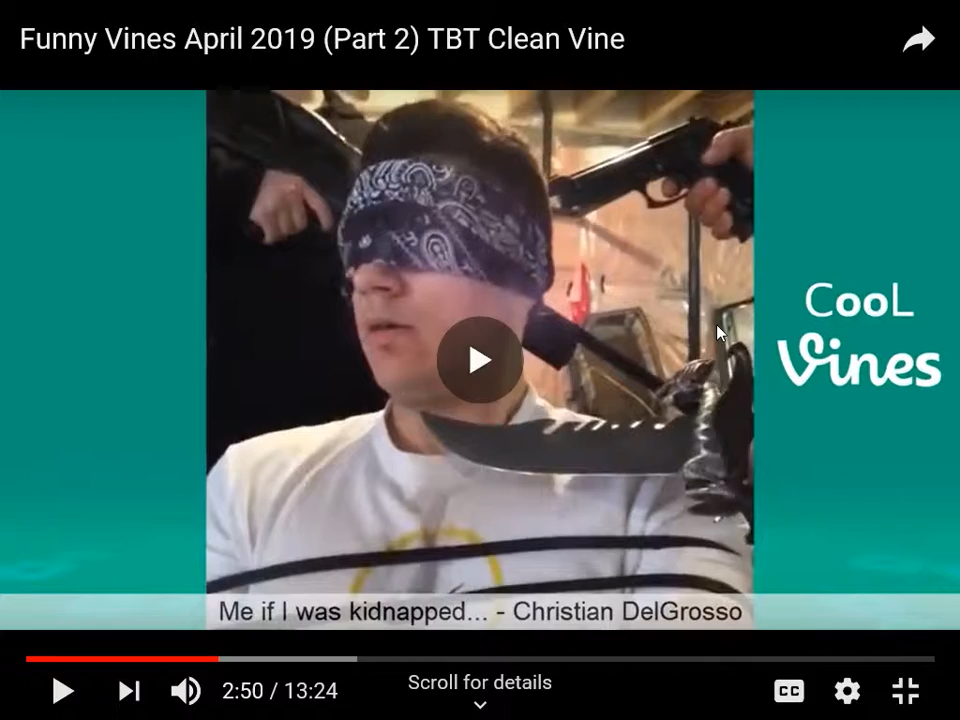 Funny Vines April 2019 (Part 2) TBT Clean Vine
CooL
Vines
Me if I was kidnapped... - Christian DelGrosso
2:50 / 13:24
Scroll for details
CC